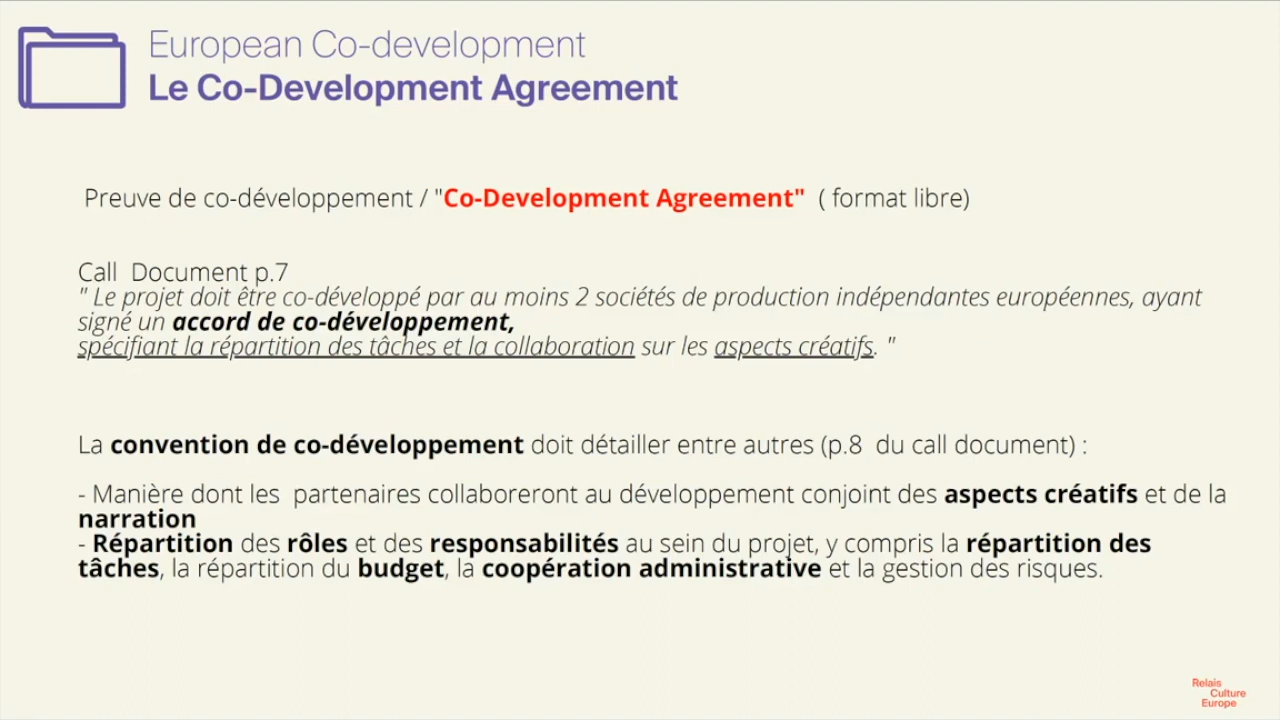 European Co-development
Le Co-Development Agreement
Preuve de co-développement / "Co-Development Agreement" ( format libre)
Call Document p.7
" Le projet doit être co-développé par au moins 2 sociétés de production indépendantes européennes, ayant
signé un accord de co-développement,
spécifiant la répartition des tâches et la collaboration sur les aspects créatifs. "
La convention de co-développement doit détailler entre autres (p.8 du call document) :
- Manière dont les partenaires collaboreront au développement conjoint des aspects créatifs et de la
narration
- Répartition des rôles et des responsabilités au sein du projet, y compris la répartition des
tâches, la répartition du budget, la coopération administrative et la gestion des risques.
Relais
Culture
Europe